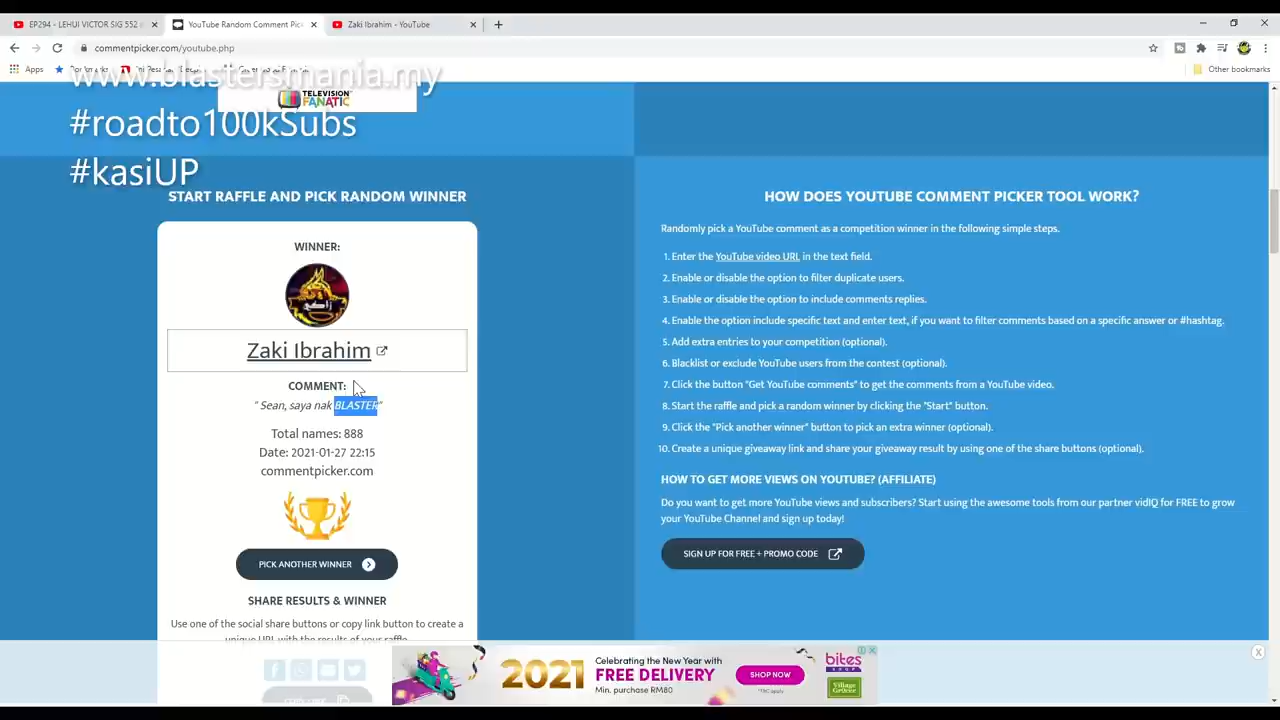 EP294 - LEHUI VICTOR SIG 552
YouTube Random Comment Pic
Zaki Ibrahim - YouTube
commentpicker.com/youtube.php
Apps
Other bookmarks
www.blastersmania.my
#roadto100kSubs
#kasiUP
TELEVISION
FANATIC
START RAFFLE AND PICK RANDOM WINNER
WINNER:
Zaki Ibrahim
COMMENT:
" Sean, saya nak BLASTER"
Total names: 888
Date: 2021-01-27 22:15
commentpicker.com
PICK ANOTHER WINNER
SHARE RESULTS & WINNER
Use one of the social share buttons or copy link button to create a
unique URL with the results of your raffle.
HOW DOES YOUTUBE COMMENT PICKER TOOL WORK?
Randomly pick a YouTube comment as a competition winner in the following simple steps.
1. Enter the YouTube video URL in the text field.
2. Enable or disable the option to filter duplicate users.
3. Enable or disable the option to include comments replies.
4. Enable the option include specific text and enter text, if you want to filter comments based on a specific answer or #hashtag.
5. Add extra entries to your competition (optional).
6. Blacklist or exclude YouTube users from the contest (optional).
7. Click the button "Get YouTube comments" to get the comments from a YouTube video.
8. Start the raffle and pick a random winner by clicking the "Start" button.
9. Click the "Pick another winner" button to pick an extra winner (optional).
10. Create a unique giveaway link and share your giveaway result by using one of the share buttons (optional).
HOW TO GET MORE VIEWS ON YOUTUBE? (AFFILIATE)
Do you want to get more YouTube views and subscribers? Start using the awesome tools from our partner vidIQ for FREE to grow
your YouTube Channel and sign up today!
SIGN UP FOR FREE + PROMO CODE
2021
Celebrating the New Year with
FREE DELIVERY
Min. purchase RM80
SHOW NOW
*T&C apply
bites
Village
Grocer